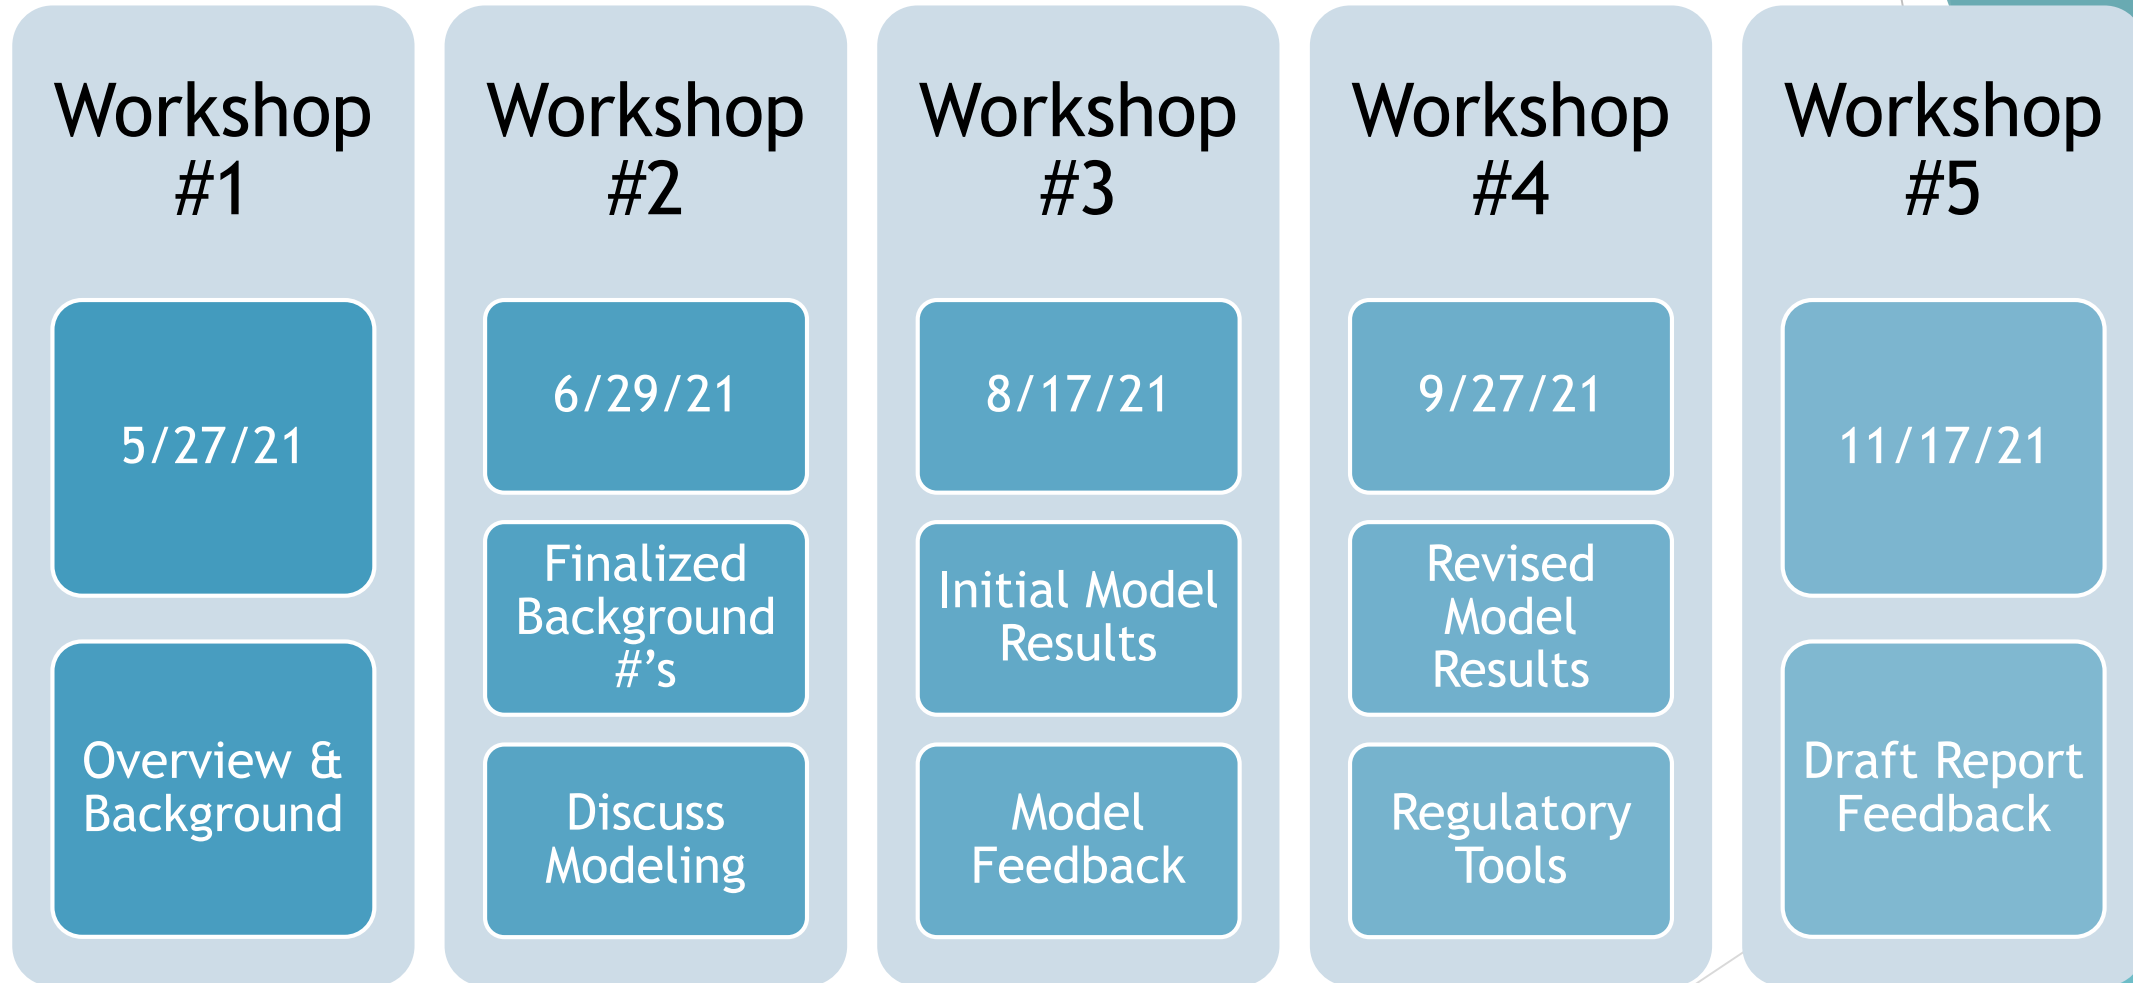 Workshop
#1
5/27/21
Overview &
Background
Workshop
#2
6/29/21
Finalized
Background
#’s
Discuss
Modeling
Workshop
#3
8/17/21
Initial Model
Results
Model
Feedback
Workshop
#4
9/27/21
Revised
Model
Results
Regulatory
Tools
Workshop
#5
11/17/21
Draft Report
Feedback